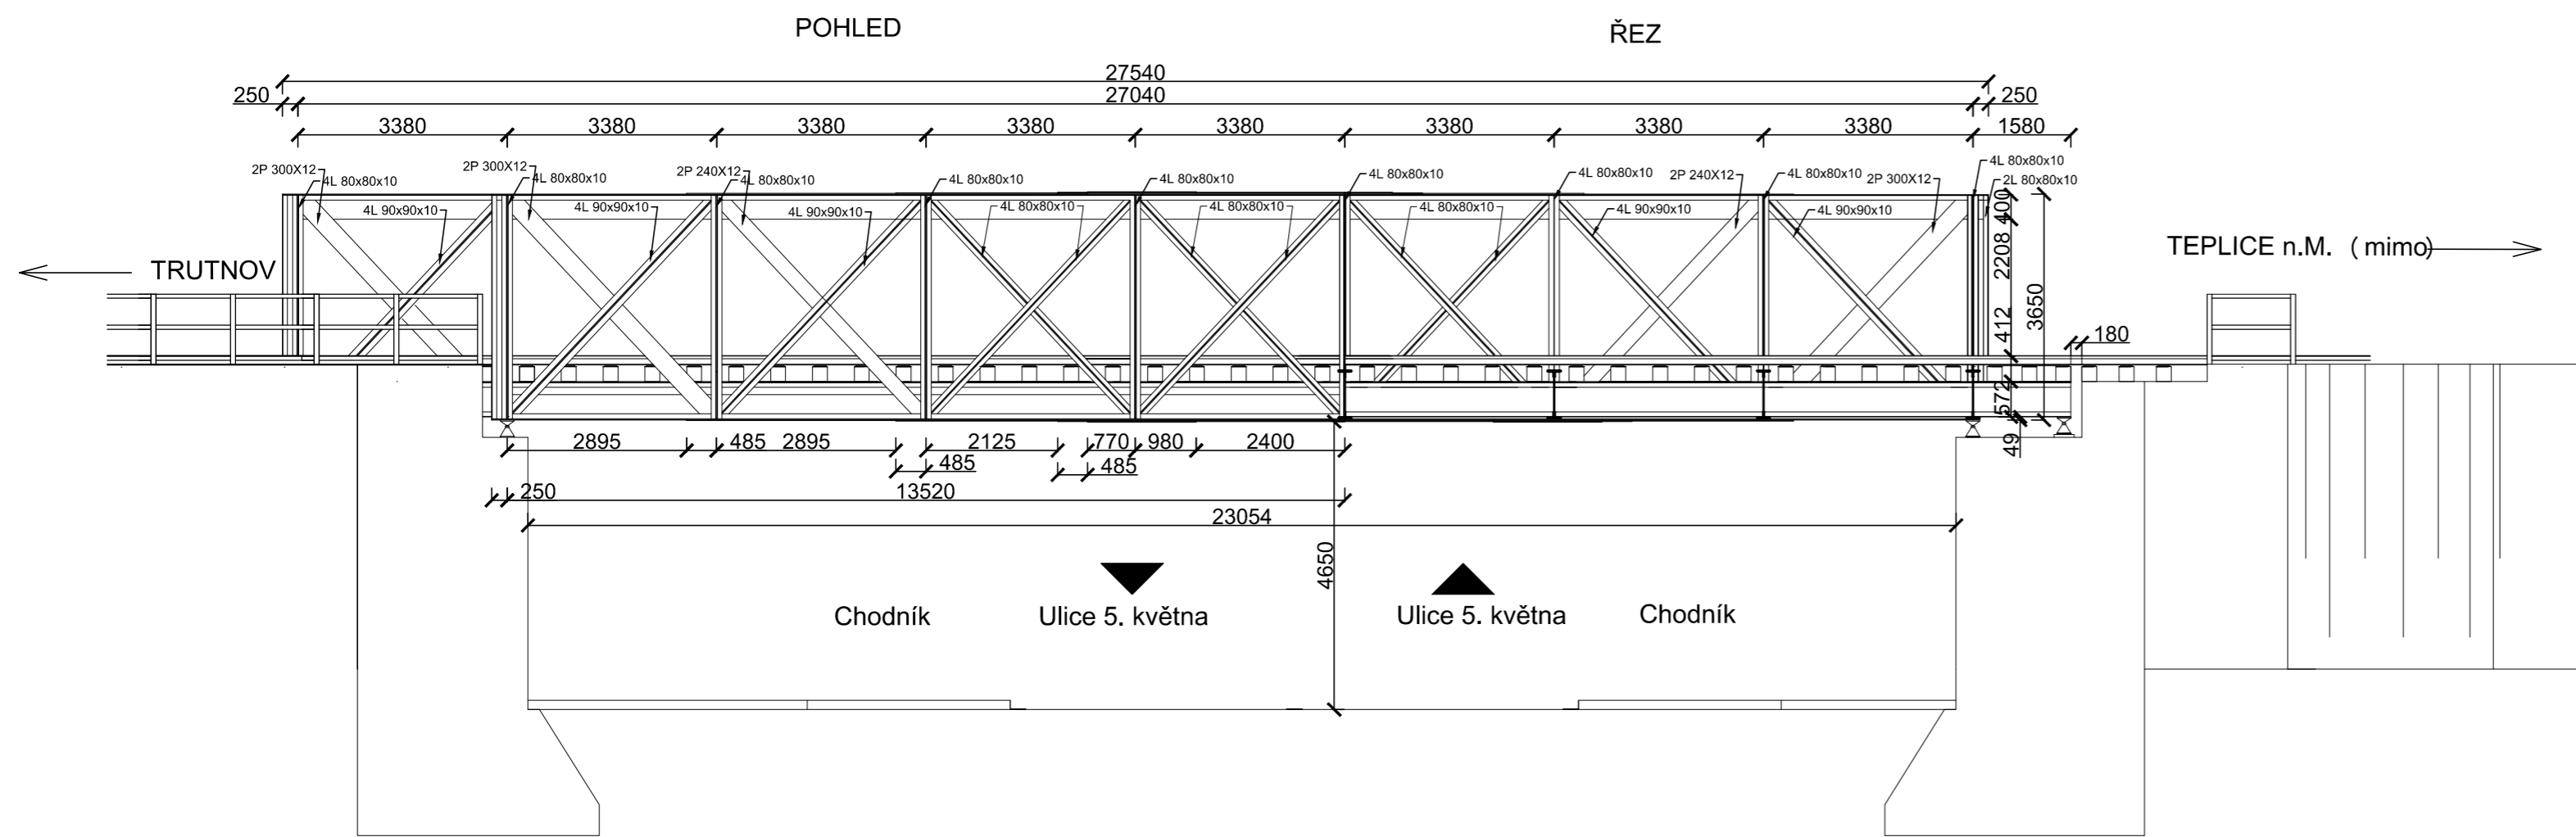 POHLED
ŘEZ
27540
250 27040 250
3380 3380 3380 3380 3380 3380 3380 3380 1580
2P 300X12 4L 80x80x10 2P 300X12 4L 80x80x10 2P 240X12 4L 80x80x10 4L 80x80x10 4L 80x80x10 4L 80x80x10 4L 80x80x10 2P 240X12 4L 80x80x10 2P 300X12 4L 80x80x10
2L 80x80x10
4L 90x90x10 4L 90x90x10 4L 90x90x10 4L 80x80x10 4L 80x80x10 4L 80x80x10 4L 90x90x10 4L 90x90x10
400
2208
412
572
49
3650
180
TRUTNOV
TEPLICE n.M. ( mimo)
2895 485 2895 2125 770 980 2400
485 485
250 13520
23054
4650
Chodník Ulice 5. května Ulice 5. května Chodník